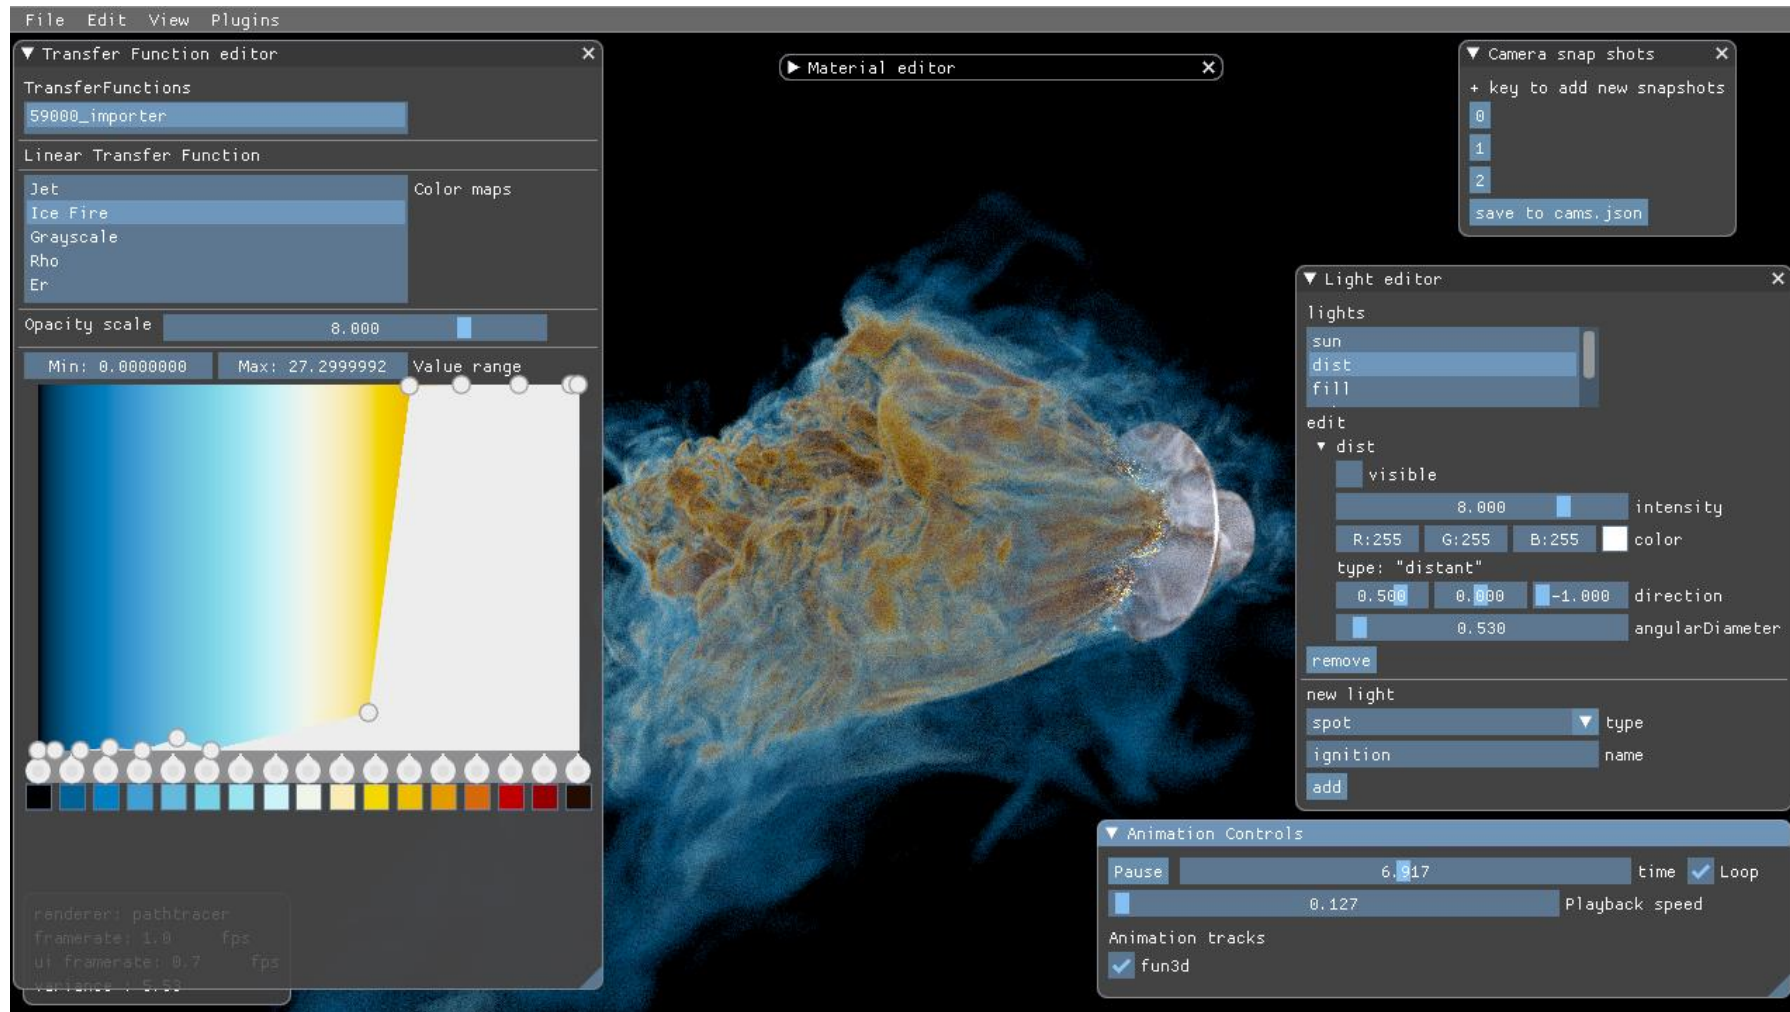 File Edit View Plugins
Transfer Function editor
TransferFunctions
59000_importer
Linear Transfer Function
Jet
Ice Fire
Grayscale
Rho
Er
Color maps
Opacity scale 8.000
Min: 0.0000000 Max: 27.2999992 Value range
renderer: pathtracer
framerate: 1.0 fps
ui framerate: 0.7 fps
variance : 5.53
Material editor
Camera snap shots
+ key to add new snapshots
0
1
2
save to cams.json
Light editor
lights
sun
dist
fill
edit
dist
visible
8.000 intensity
R:255 G:255 B:255 color
type: "distant"
0.500 0.000 -1.000 direction
0.530 angularDiameter
remove
new light
spot type
ignition name
add
Animation Controls
Pause 6.917 time Loop
0.127 Playback speed
Animation tracks
fun3d